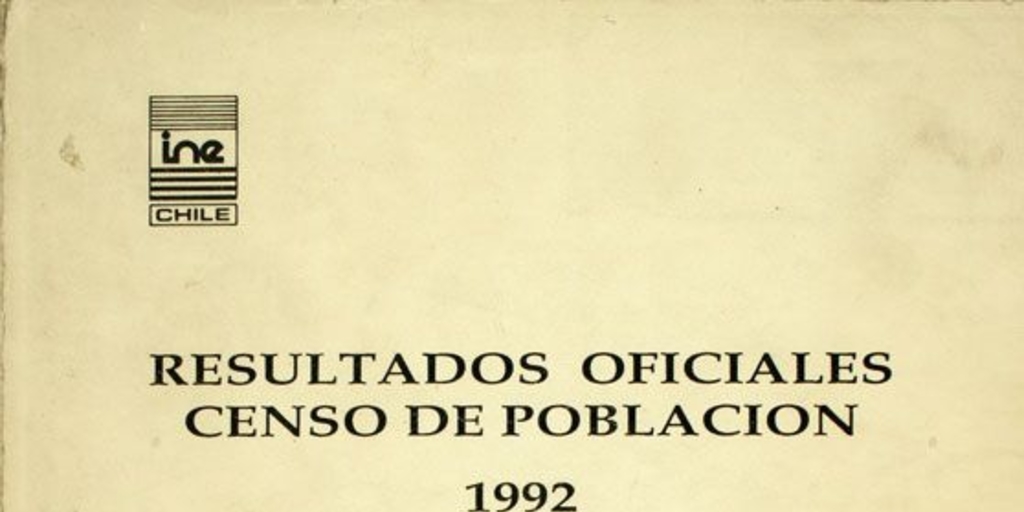 ine
CHILE
RESULTADOS OFICIALES
CENSO DE POBLACION
1992